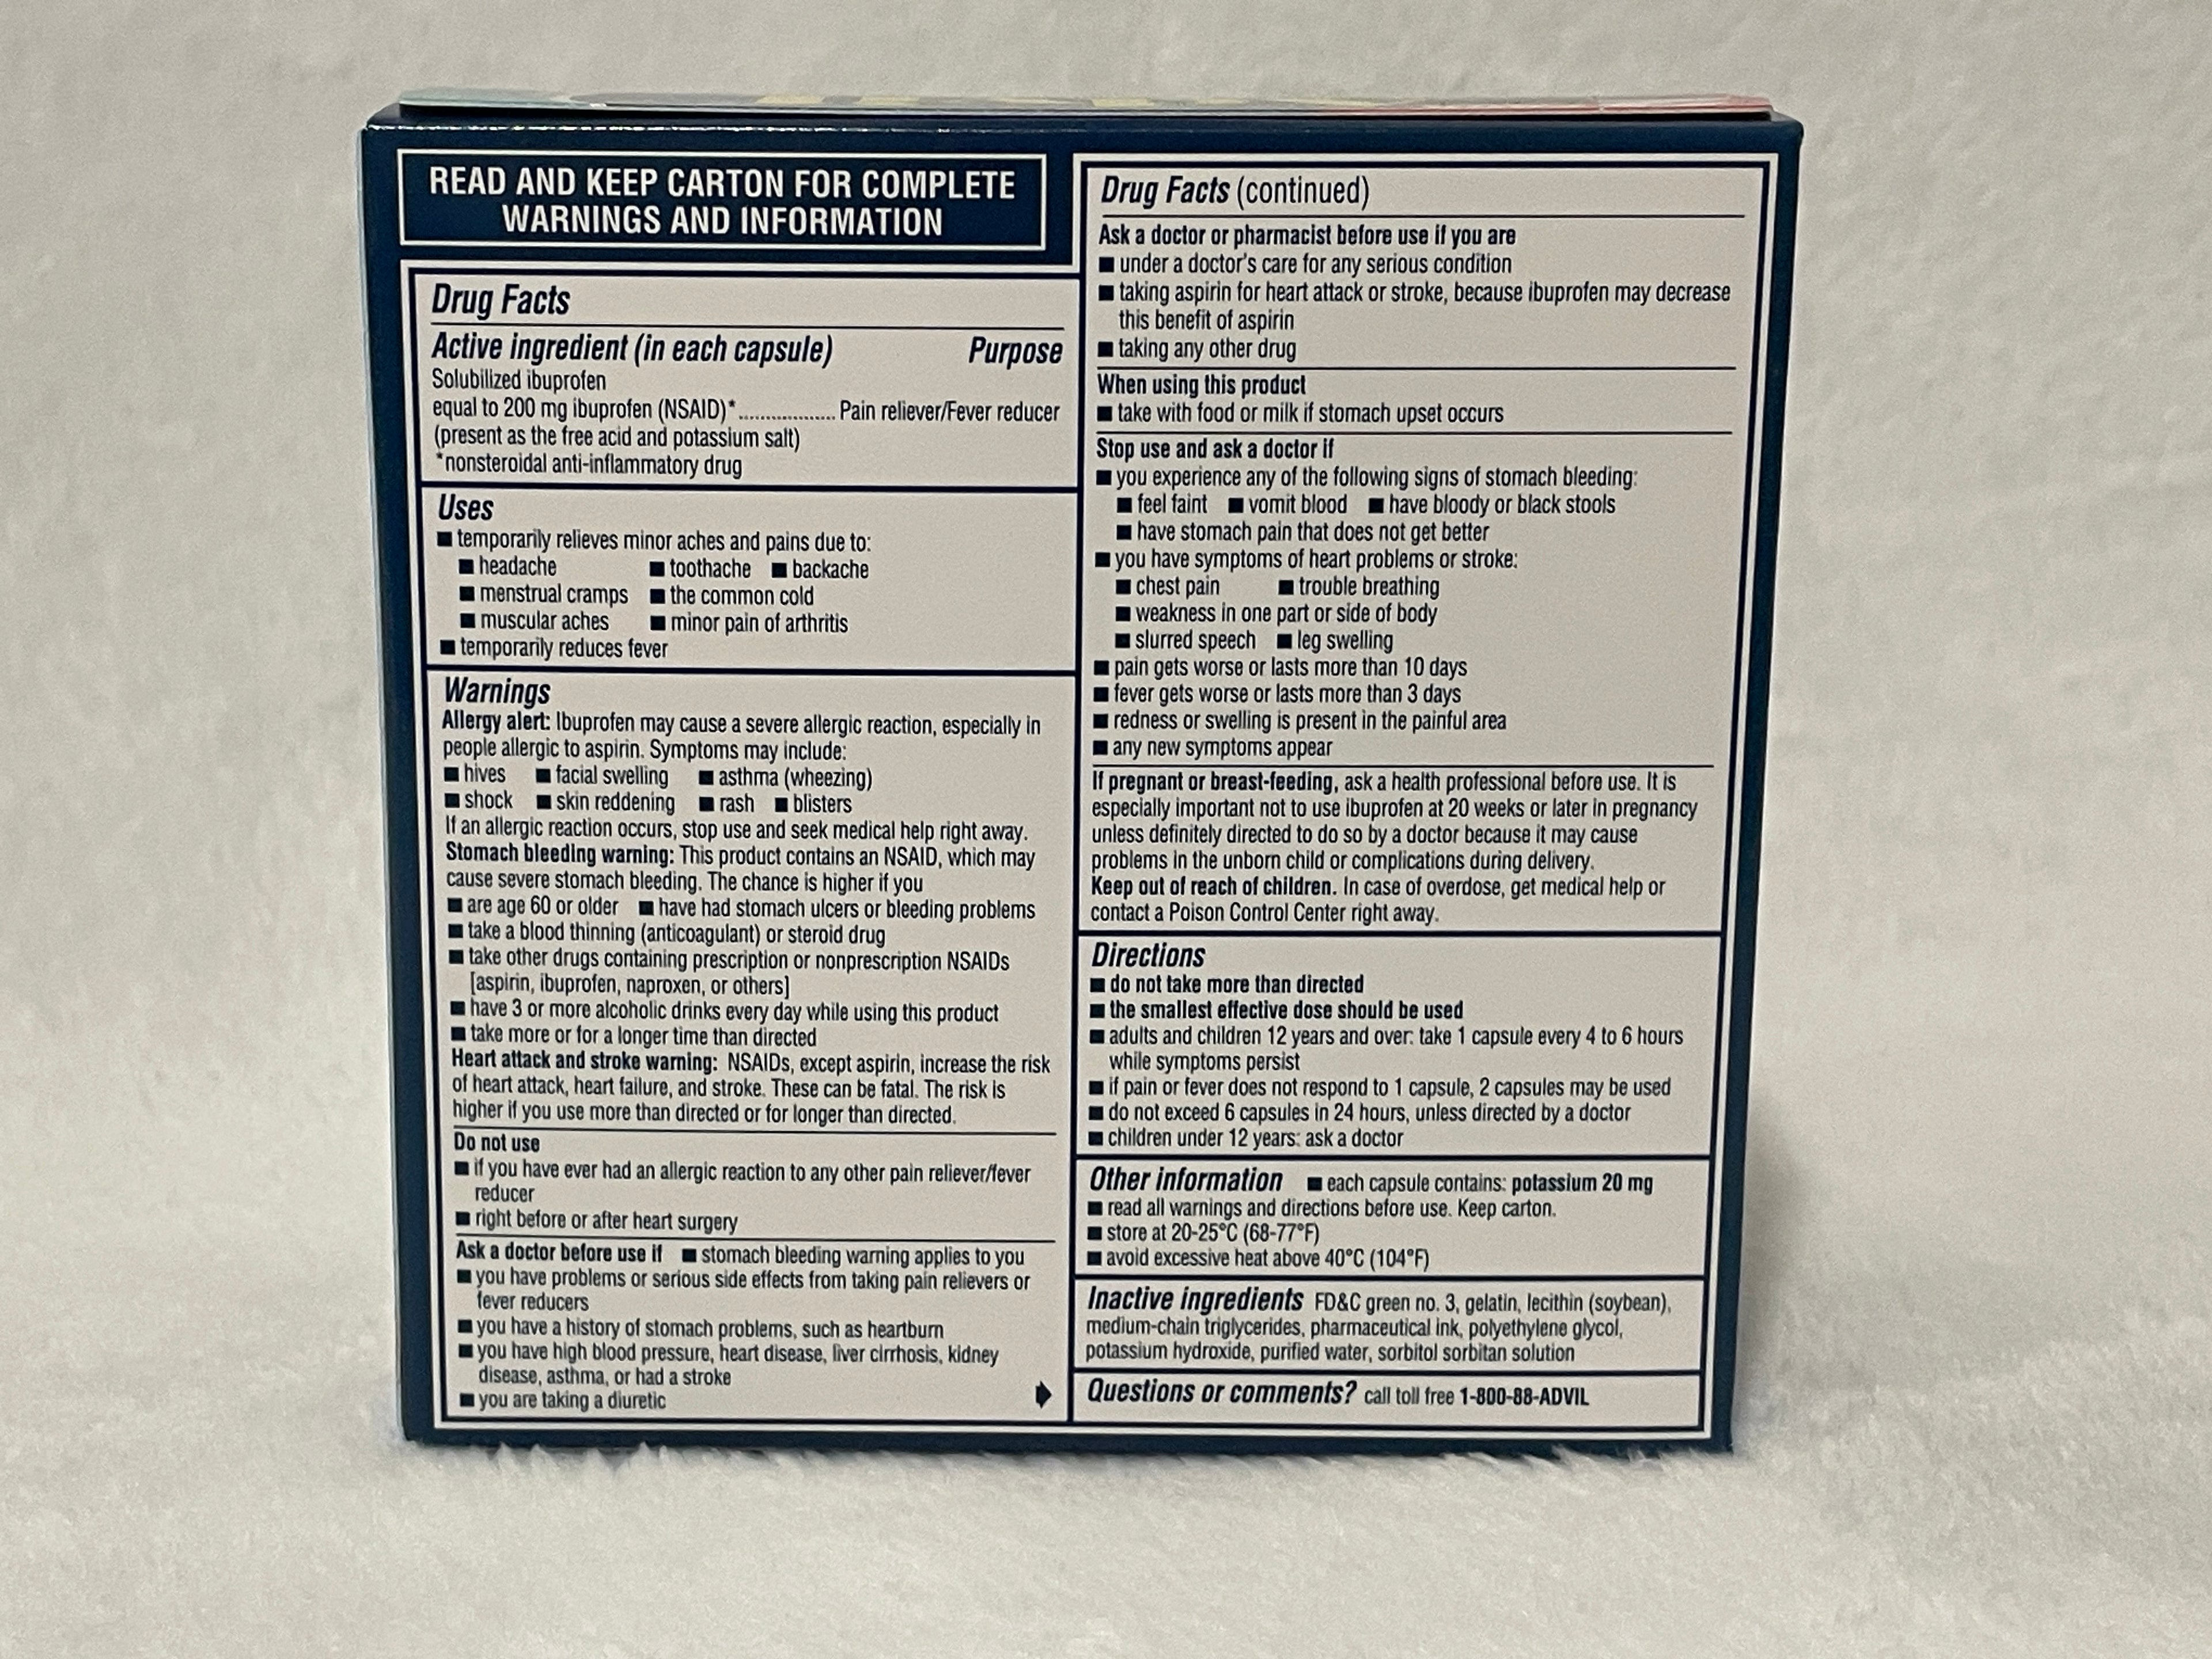 READ AND KEEP CARTON FOR COMPLETE
WARNINGS AND INFORMATION
Drug Facts
Active ingredient (in each capsule) Purpose
Solubilized ibuprofen
equal to 200 mg ibuprofen (NSAID)*................. Pain reliever/Fever reducer
(present as the free acid and potassium salt)
*nonsteroidal anti-inflammatory drug
Uses
■ temporarily relieves minor aches and pains due to:
■ headache ■ toothache ■ backache
■ menstrual cramps ■ the common cold
■ muscular aches ■ minor pain of arthritis
■ temporarily reduces fever
Warnings
Allergy alert: Ibuprofen may cause a severe allergic reaction, especially in
people allergic to aspirin. Symptoms may include:
■ hives ■ facial swelling ■ asthma (wheezing)
■ shock ■ skin reddening ■ rash ■ blisters
If an allergic reaction occurs, stop use and seek medical help right away.
Stomach bleeding warning: This product contains an NSAID, which may
cause severe stomach bleeding. The chance is higher if you
■ are age 60 or older ■ have had stomach ulcers or bleeding problems
■ take a blood thinning (anticoagulant) or steroid drug
■ take other drugs containing prescription or nonprescription NSAIDs
[aspirin, ibuprofen, naproxen, or others]
■ have 3 or more alcoholic drinks every day while using this product
■ take more or for a longer time than directed
Heart attack and stroke warning: NSAIDs, except aspirin, increase the risk
of heart attack, heart failure, and stroke. These can be fatal. The risk is
higher if you use more than directed or for longer than directed.
Do not use
■ if you have ever had an allergic reaction to any other pain reliever/fever
reducer
■ right before or after heart surgery
Ask a doctor before use if ■ stomach bleeding warning applies to you
■ you have problems or serious side effects from taking pain relievers or
fever reducers
■ you have a history of stomach problems, such as heartburn
■ you have high blood pressure, heart disease, liver cirrhosis, kidney
disease, asthma, or had a stroke
■ you are taking a diuretic
Drug Facts (continued)
Ask a doctor or pharmacist before use if you are
■ under a doctor's care for any serious condition
■ taking aspirin for heart attack or stroke, because ibuprofen may decrease
this benefit of aspirin
■ taking any other drug
When using this product
■ take with food or milk if stomach upset occurs
Stop use and ask a doctor if
■ you experience any of the following signs of stomach bleeding:
■ feel faint ■ vomit blood ■ have bloody or black stools
■ have stomach pain that does not get better
■ you have symptoms of heart problems or stroke:
■ chest pain ■ trouble breathing
■ weakness in one part or side of body
■ slurred speech ■ leg swelling
■ pain gets worse or lasts more than 10 days
■ fever gets worse or lasts more than 3 days
■ redness or swelling is present in the painful area
■ any new symptoms appear
If pregnant or breast-feeding, ask a health professional before use. It is
especially important not to use ibuprofen at 20 weeks or later in pregnancy
unless definitely directed to do so by a doctor because it may cause
problems in the unborn child or complications during delivery.
Keep out of reach of children. In case of overdose, get medical help or
contact a Poison Control Center right away.
Directions
■ do not take more than directed
■ the smallest effective dose should be used
■ adults and children 12 years and over: take 1 capsule every 4 to 6 hours
while symptoms persist
■ if pain or fever does not respond to 1 capsule, 2 capsules may be used
■ do not exceed 6 capsules in 24 hours, unless directed by a doctor
■ children under 12 years: ask a doctor
Other information ■ each capsule contains: potassium 20 mg
■ read all warnings and directions before use. Keep carton.
■ store at 20-25°C (68-77°F)
■ avoid excessive heat above 40°C (104°F)
Inactive ingredients FD&C green no. 3, gelatin, lecithin (soybean),
medium-chain triglycerides, pharmaceutical ink, polyethylene glycol,
potassium hydroxide, purified water, sorbitol sorbitan solution
Questions or comments? call toll free 1-800-88-ADVIL